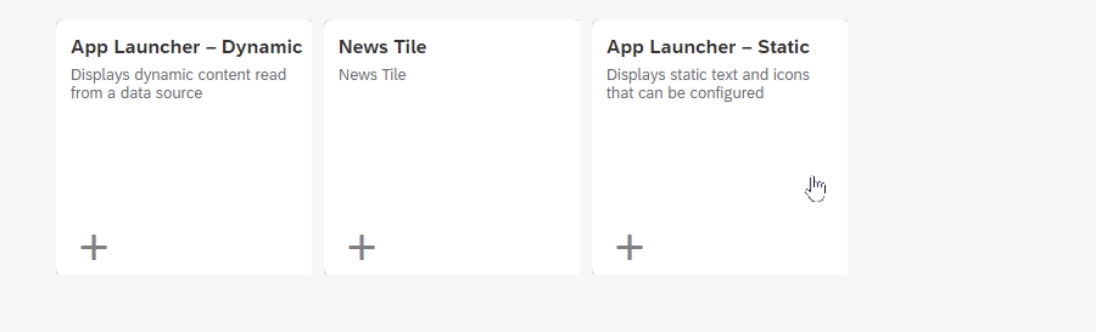 App Launcher – Dynamic
Displays dynamic content read
from a data source
News Tile
News Tile
App Launcher – Static
Displays static text and icons
that can be configured